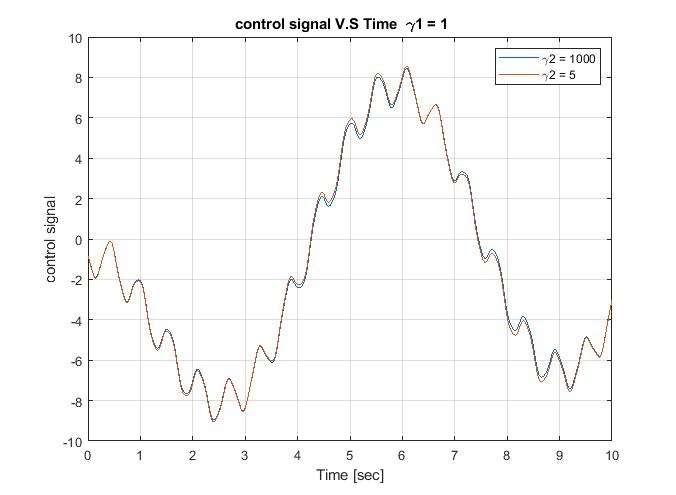 control signal V.S Time γ1 = 1
γ2 = 1000
γ2 = 5
control signal
10
8
6
4
2
0
-2
-4
-6
-8
-10
0 1 2 3 4 5 6 7 8 9 10
Time [sec]